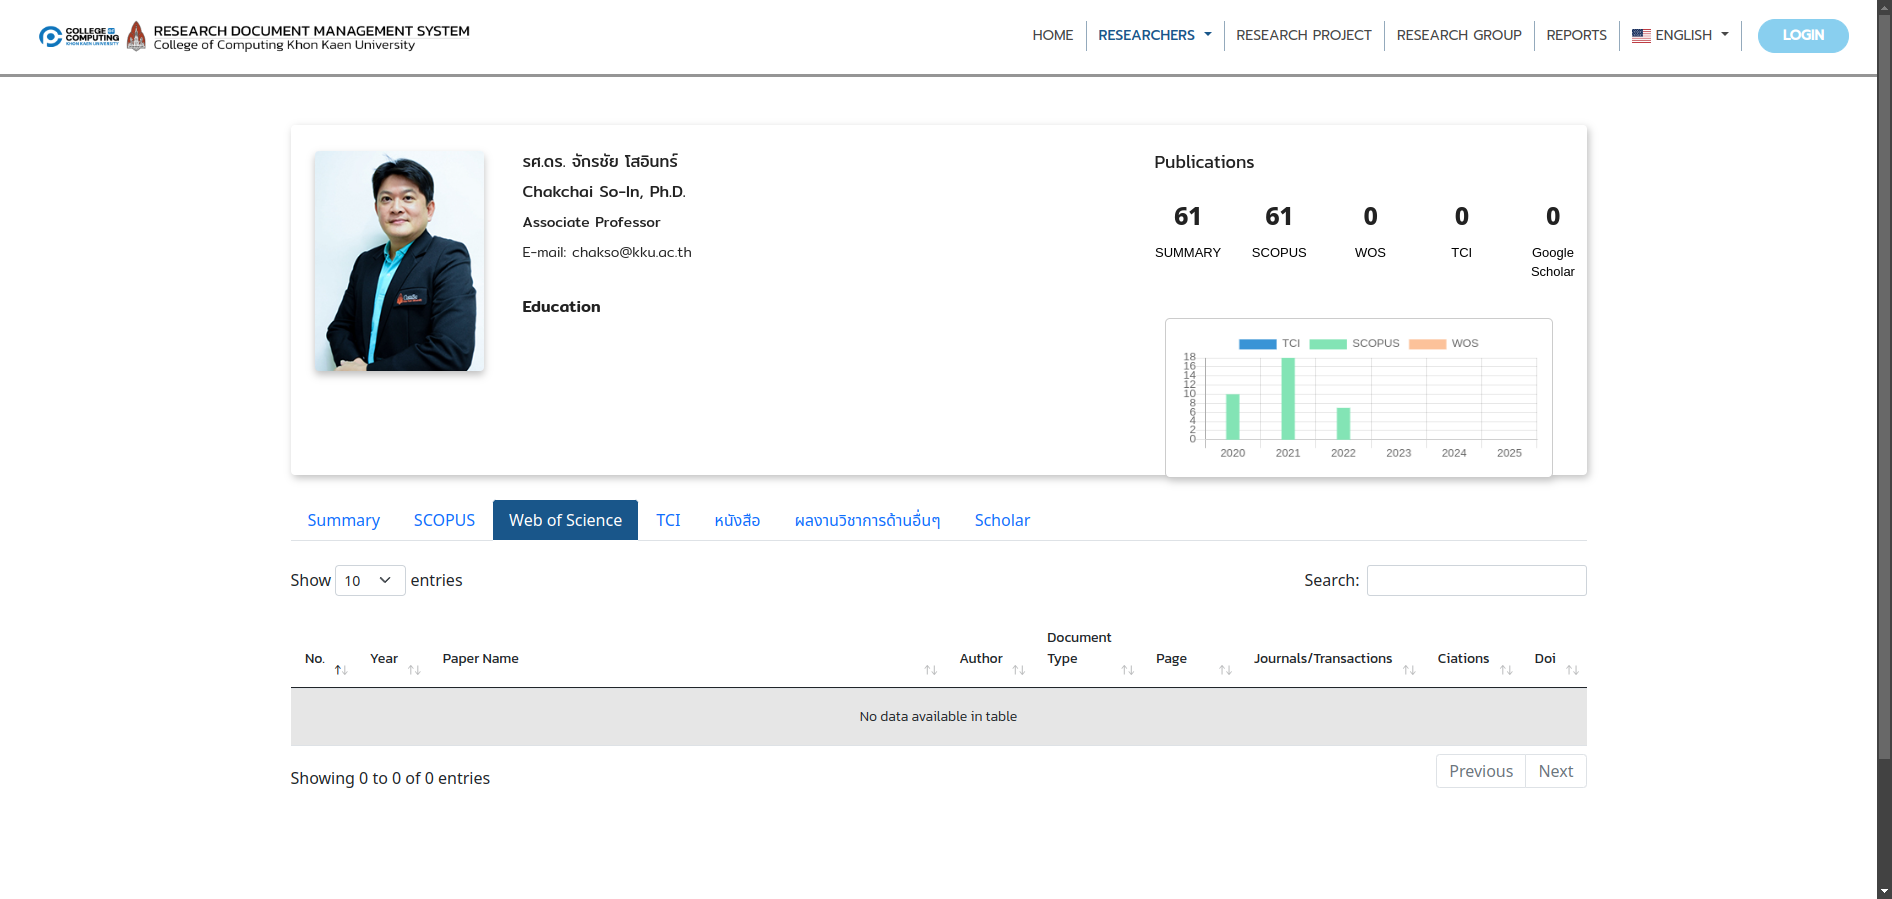 COLLEGE OF
COMPUTING
KHON KAEN UNIVERSITY
RESEARCH DOCUMENT MANAGEMENT SYSTEM
College of Computing Khon Kaen University
HOME
RESEARCHERS
RESEARCH PROJECT
RESEARCH GROUP
REPORTS
ENGLISH
LOGIN
รศ.ดร. จักรชัย โสอินทร์
Chakchai So-In, Ph.D.
Associate Professor
E-mail: chakso@kku.ac.th
Education
Publications
61 61 0 0 0
SUMMARY SCOPUS WOS TCI Google
Scholar
TCI SCOPUS WOS
18
16
14
12
10
8
6
4
2
0
2020 2021 2022 2023 2024 2025
Summary SCOPUS Web of Science TCI หนังสือ ผลงานวิชาการด้านอื่นๆ Scholar
Show 10 entries
Search:
No. Year Paper Name Author Document Type Page Journals/Transactions Ciations Doi
No data available in table
Showing 0 to 0 of 0 entries
Previous Next